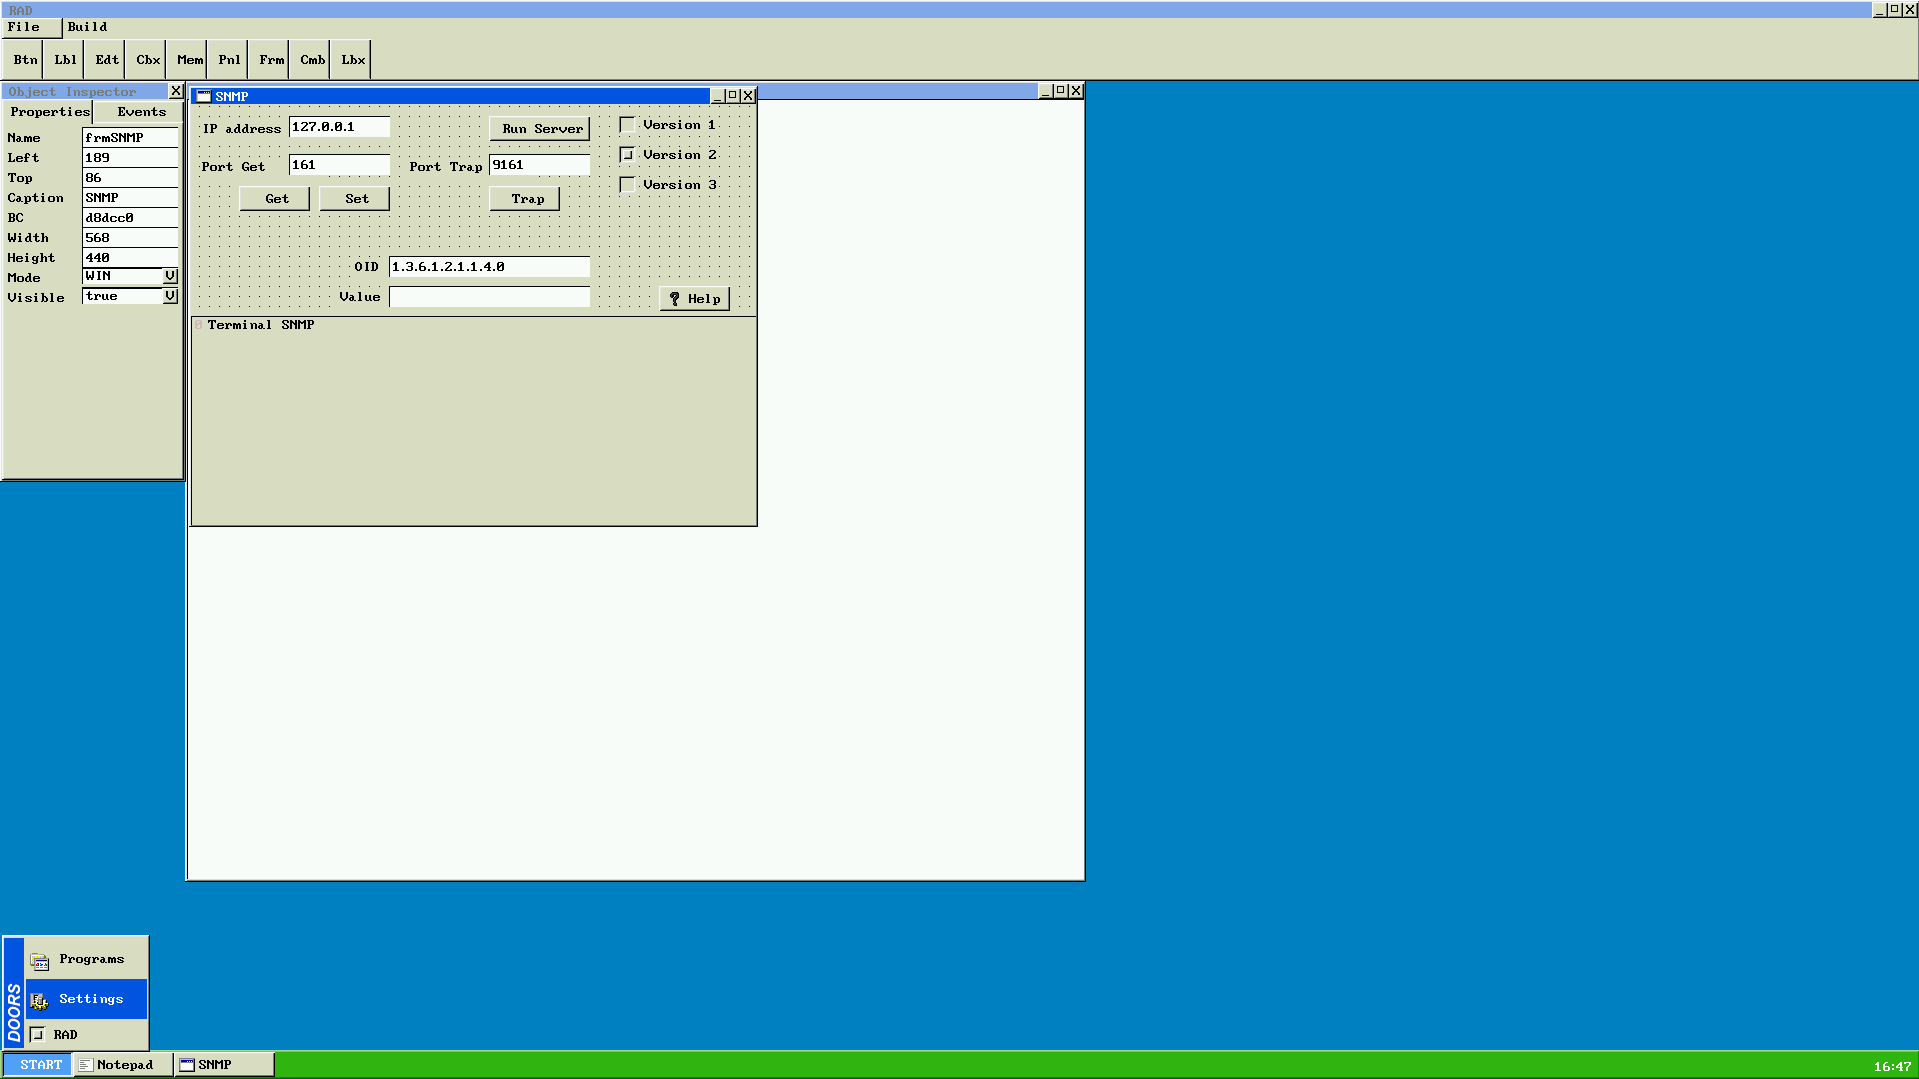 RAD
File Build
Btn Lbl Edt Cbx Mem Pnl Frm Cmb Lbx
Object Inspector
Properties Events
Name frmSNMP
Left 189
Top 86
Caption SNMP
BC d8dcc0
Width 568
Height 440
Mode WIN V
Visible true V
SNMP
IP address 127.0.0.1 Run Server Version 1
Version 2
Port Get 161 Port Trap 9161
Version 3
Get Set Trap
OID 1.3.6.1.2.1.1.4.0
Value
? Help
0 Terminal SNMP
DOORS
Programs
Settings
RAD
START Notepad SNMP 16:47